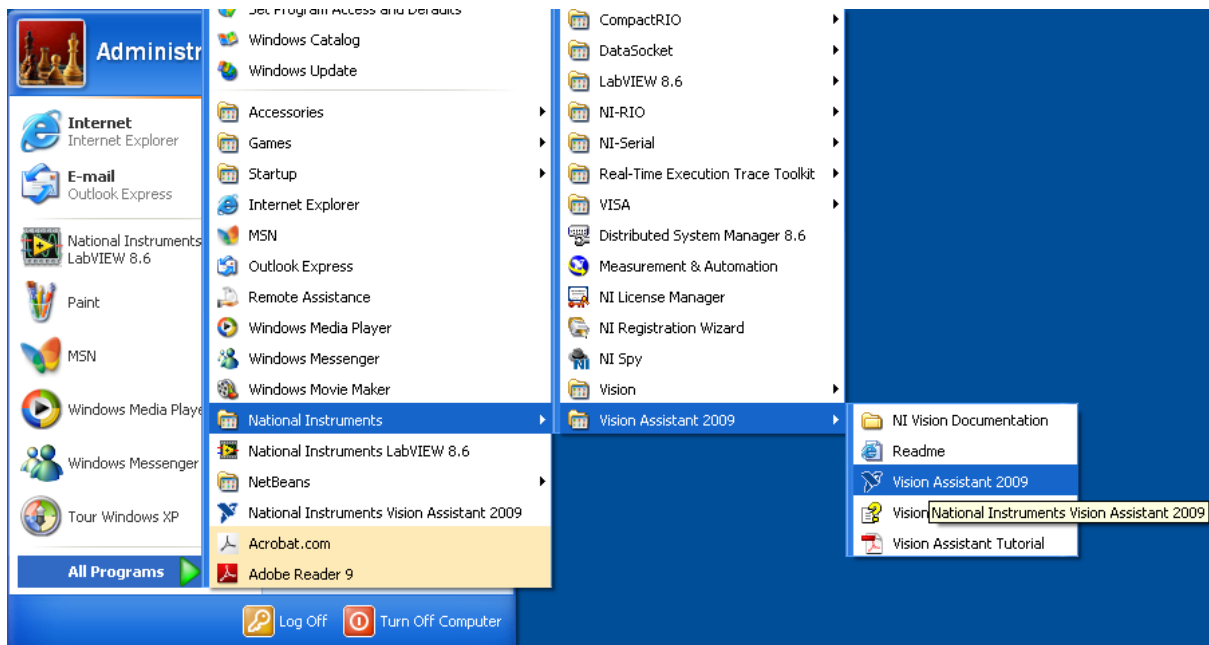 Administr
Internet
Internet Explorer
E-mail
Outlook Express
National Instruments
LabVIEW 8.6
Paint
MSN
Windows Media Playe
Windows Messenger
Tour Windows XP
All Programs
Set Program Access and Defaults
Windows Catalog
Windows Update
Accessories
Games
Startup
Internet Explorer
MSN
Outlook Express
Remote Assistance
Windows Media Player
Windows Messenger
Windows Movie Maker
National Instruments
National Instruments LabVIEW 8.6
NetBeans
National Instruments Vision Assistant 2009
Acrobat.com
Adobe Reader 9
CompactRIO
DataSocket
LabVIEW 8.6
NI-RIO
NI-Serial
Real-Time Execution Trace Toolkit
VISA
Distributed System Manager 8.6
Measurement & Automation
NI License Manager
NI Registration Wizard
NI Spy
Vision
Vision Assistant 2009
NI Vision Documentation
Readme
Vision Assistant 2009
Vision
National Instruments Vision Assistant 2009
Vision Assistant Tutorial
Log Off
Turn Off Computer